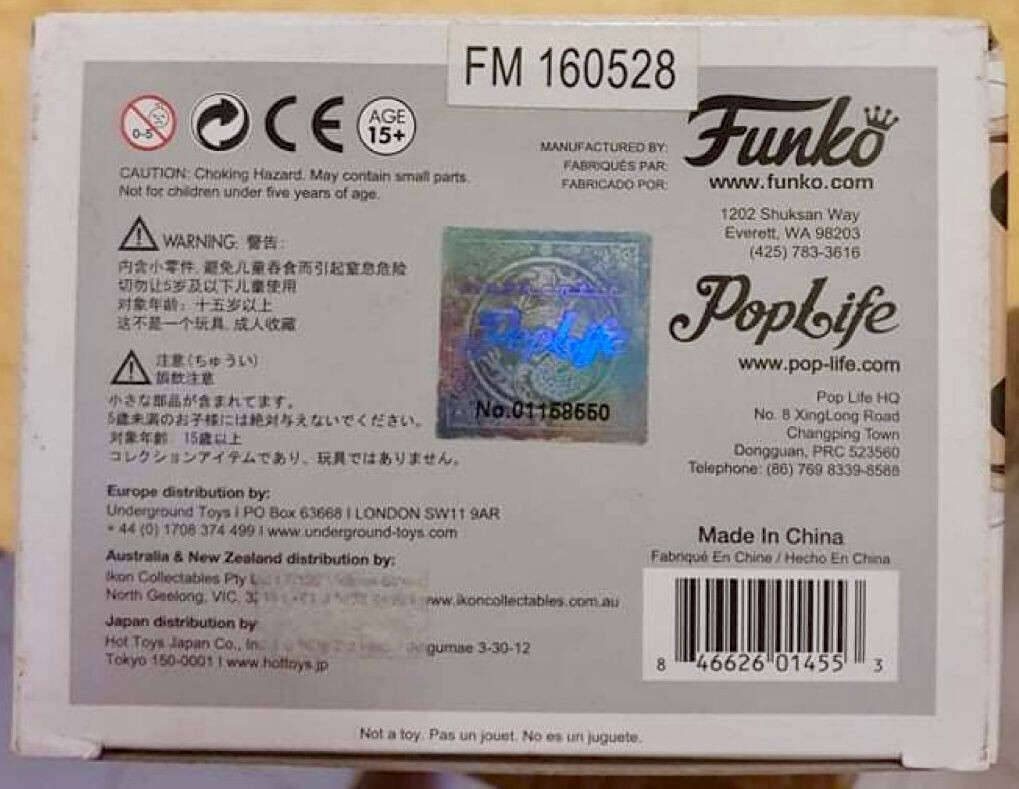 FM 160528
0-5
CE
AGE
15+
CAUTION: Choking Hazard. May contain small parts.
Not for children under five years of age.
MANUFACTURED BY:
FABRIQUÉS PAR:
FABRICADO POR:
Funko
www.funko.com
1202 Shuksan Way
Everett, WA 98203
(425) 783-3616
WARNING: 警告:
内含小零件, 避免儿童吞食而引起窒息危险
切勿让5岁及以下儿童使用
对象年龄: 十五岁以上
这不是一个玩具, 成人收藏
注意(ちゅうい)
誤飲注意
小さな部品が含まれてます。
5歳未満のお子様には絶対与えないでください。
対象年齢 15歳以上
コレクションアイテムであり、玩具ではありません。
PopLife
No.01158550
PopLife
www.pop-life.com
Pop Life HQ
No. 8 XingLong Road
Changping Town
Dongguan, PRC 523560
Telephone: (86) 769 8339-8588
Europe distribution by:
Underground Toys I PO Box 63668 I LONDON SW11 9AR
+ 44 (0) 1708 374 499 I www.underground-toys.com
Australia & New Zealand distribution by:
Ikon Collectables Pty
North Geelong, VIC, www.ikoncollectables.com.au
Japan distribution by
Hot Toys Japan Co., 3-30-12
Tokyo 150-0001 I www.hottoys.jp
Made In China
Fabriqué En Chine / Hecho En China
8 46626 01455 3
Not a toy. Pas un jouet. No es un juguete.